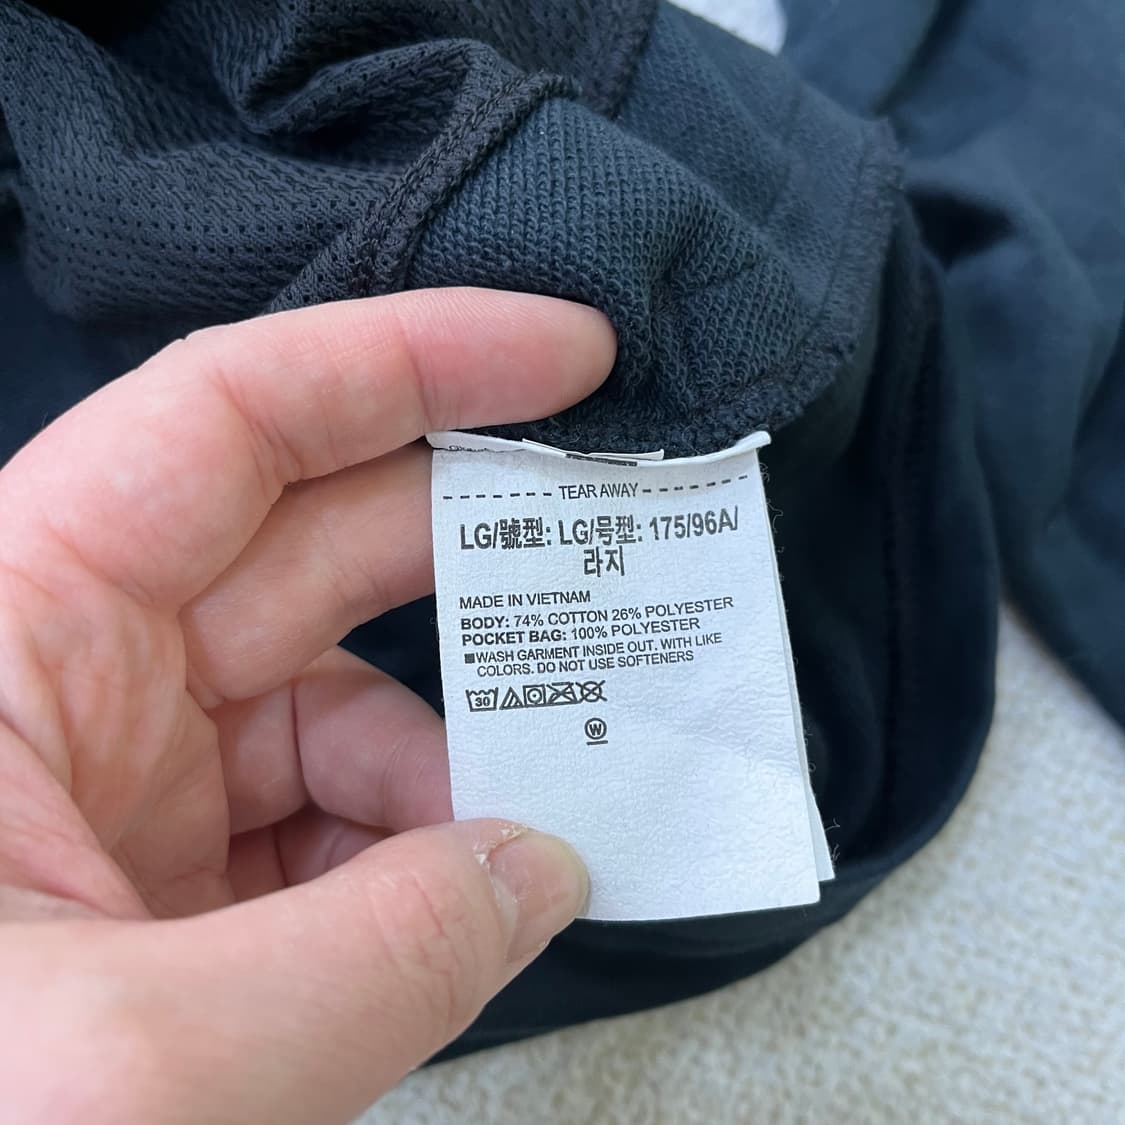 TEAR AWAY
LG/號型: LG/号型: 175/96A/
라지
MADE IN VIETNAM
BODY: 74% COTTON 26% POLYESTER
POCKET BAG: 100% POLYESTER
■WASH GARMENT INSIDE OUT. WITH LIKE
COLORS. DO NOT USE SOFTENERS
30
W